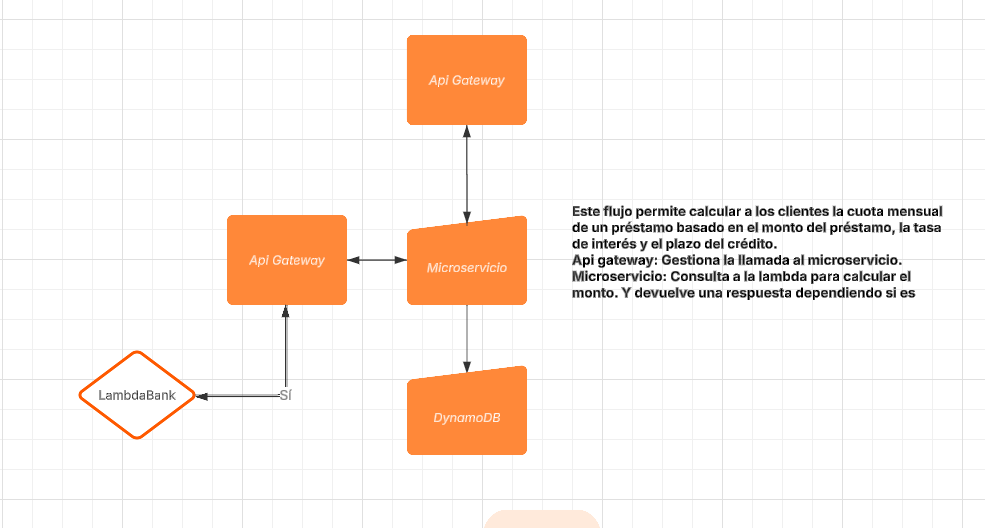 Api Gateway
Api Gateway
Microservicio
Este flujo permite calcular a los clientes la cuota mensual
de un préstamo basado en el monto del préstamo, la tasa
de interés y el plazo del crédito.
Api gateway: Gestiona la llamada al microservicio.
Microservicio: Consulta a la lambda para calcular el
monto. Y devuelve una respuesta dependiendo si es
LambdaBank
Sí
DynamoDB